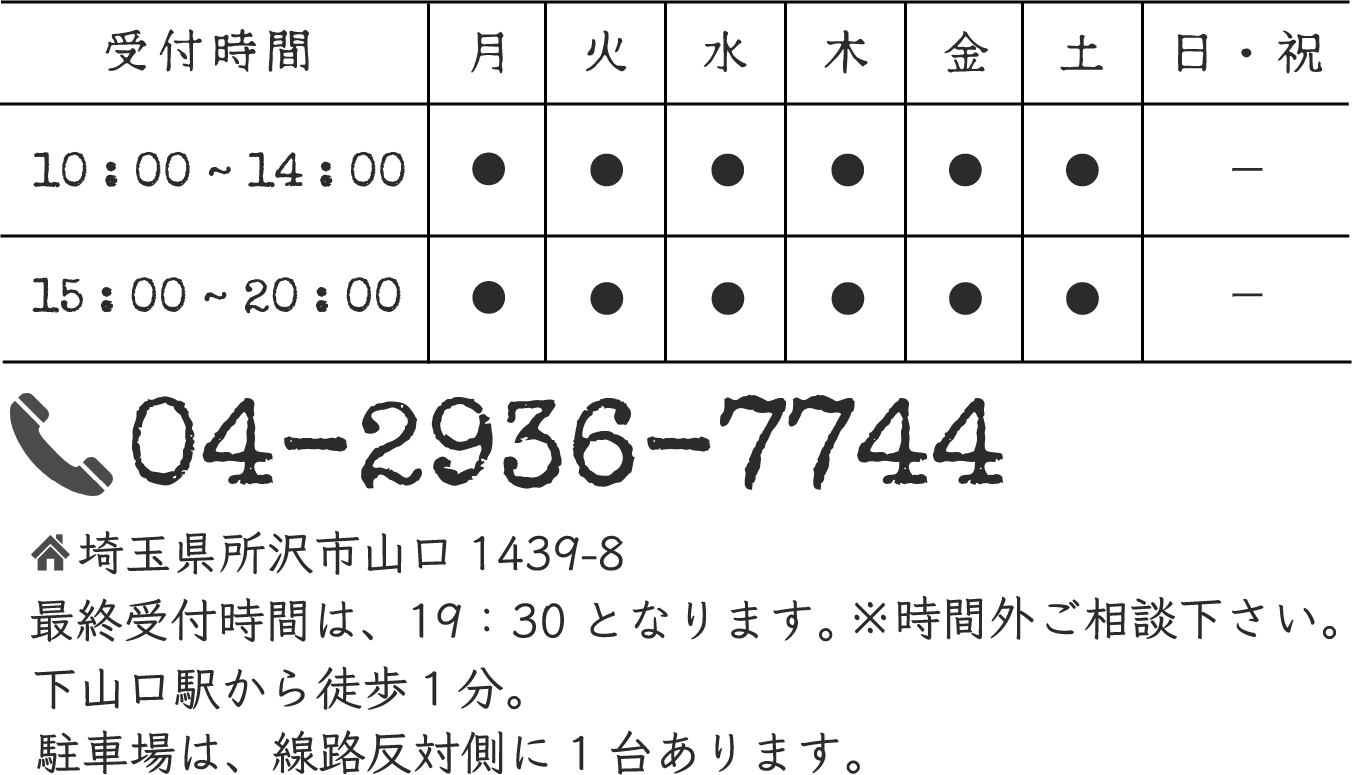 受付時間 月 火 水 木 金 土 日・祝
10:00~14:00 ● ● ● ● ● ● −
15:00~20:00 ● ● ● ● ● ● −
04-2936-7744
埼玉県所沢市山口 1439-8
最終受付時間は、19：30 となります。※時間外ご相談下さい。
下山口駅から徒歩 1 分。
駐車場は、線路反対側に 1 台あります。